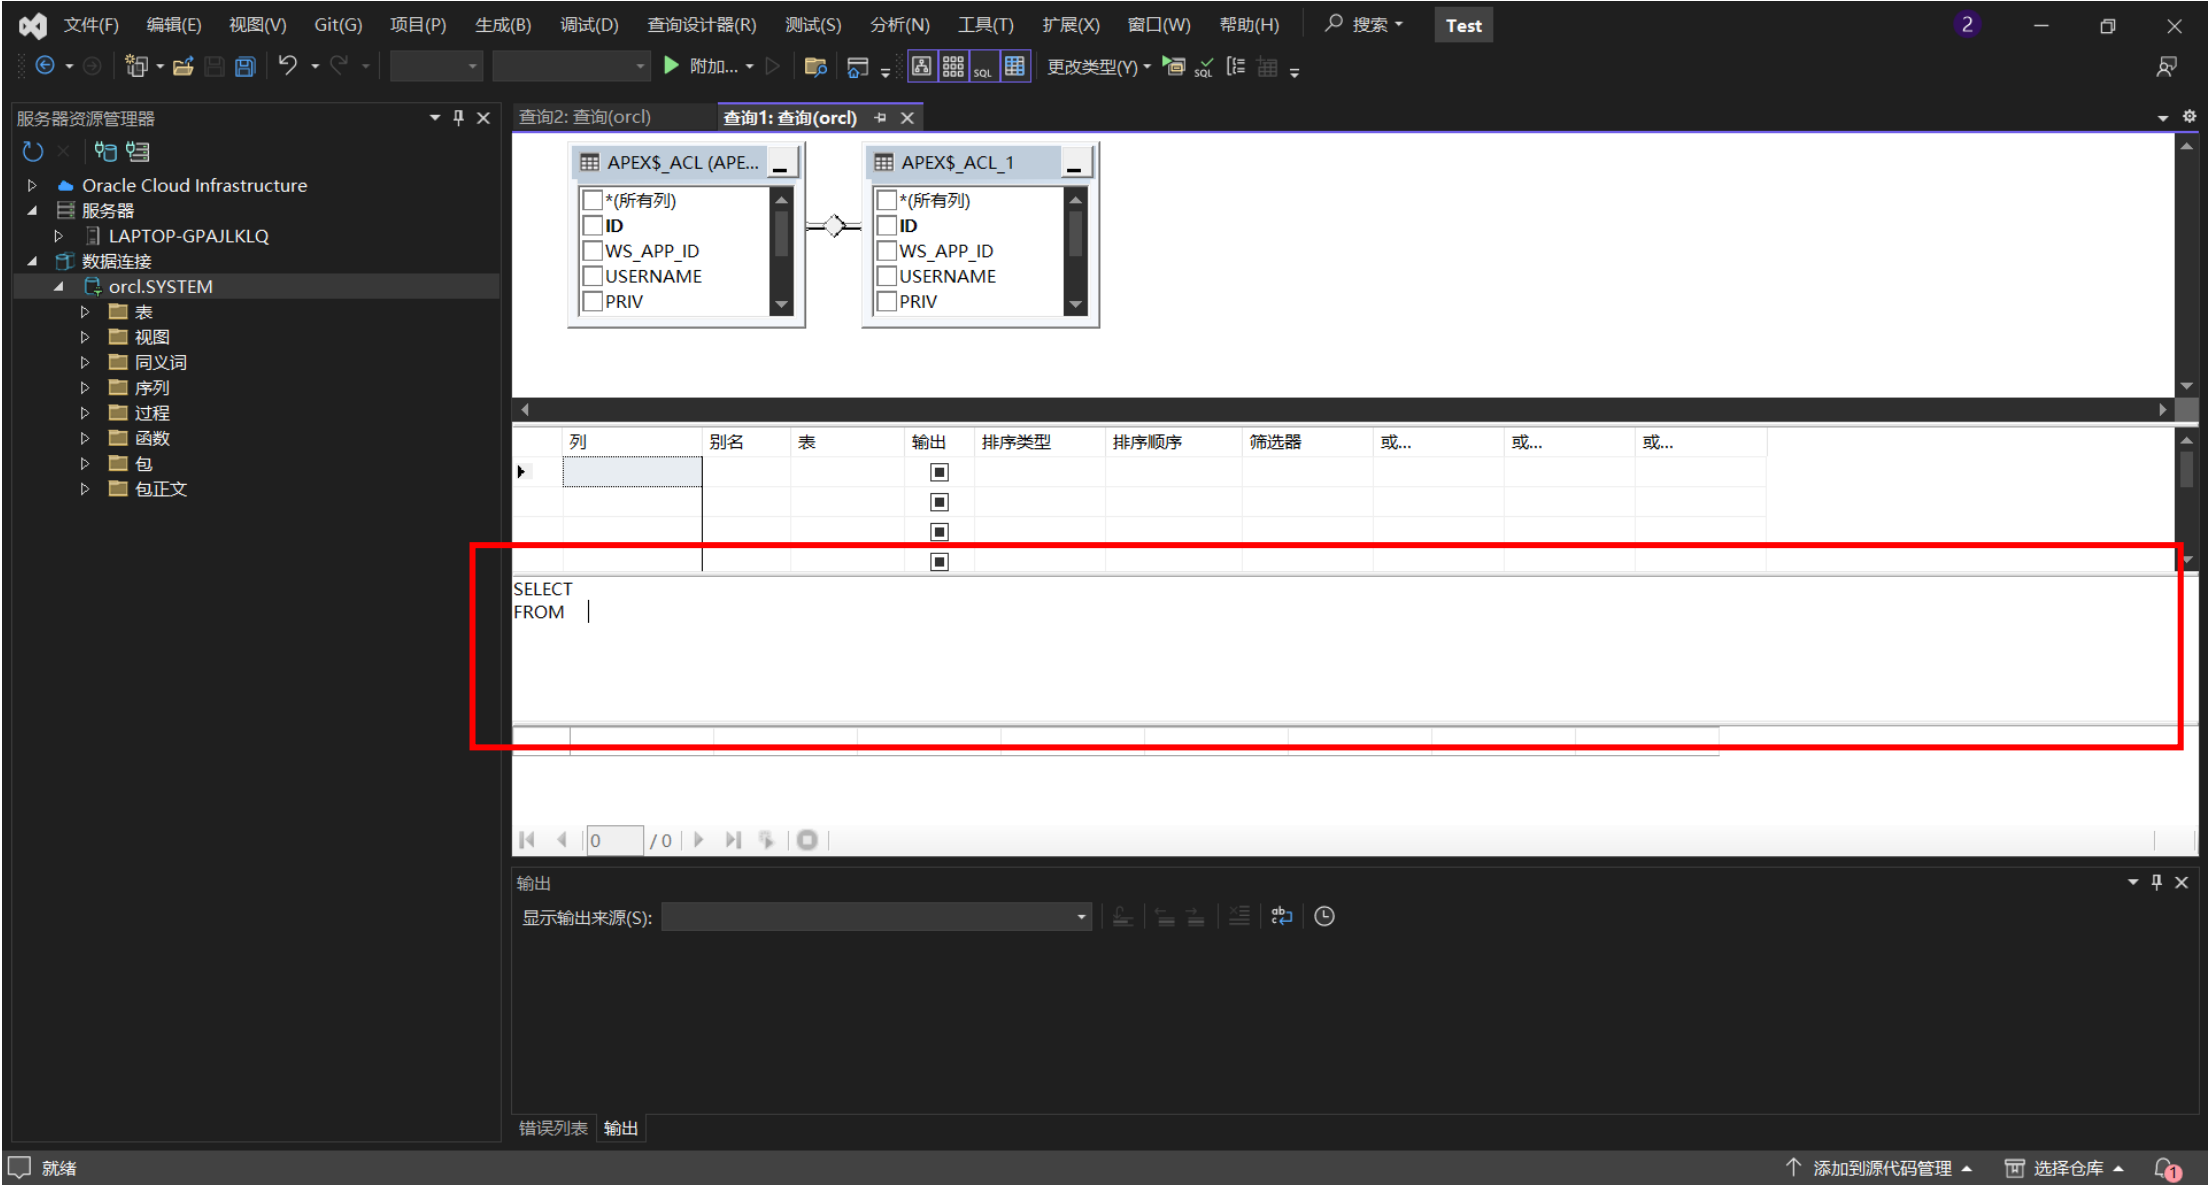 文件(F) 编辑(E) 视图(V) Git(G) 项目(P) 生成(B) 调试(D) 查询设计器(R) 测试(S) 分析(N) 工具(T) 扩展(X) 窗口(W) 帮助(H) 搜索 Test 2
附加... SQL 更改类型(Y) SQL
服务器资源管理器
Oracle Cloud Infrastructure
服务器
LAPTOP-GPAJLKLQ
数据连接
orcl.SYSTEM
表
视图
同义词
序列
过程
函数
包
包正文
查询2: 查询(orcl) 查询1: 查询(orcl)
APEX$_ACL (APE...
*(所有列)
ID
WS_APP_ID
USERNAME
PRIV
APEX$_ACL_1
*(所有列)
ID
WS_APP_ID
USERNAME
PRIV
列 别名 表 输出 排序类型 排序顺序 筛选器 或... 或... 或...
SELECT
FROM
0 / 0
输出
显示输出来源(S):
错误列表 输出
就绪 添加到源代码管理 选择仓库 1